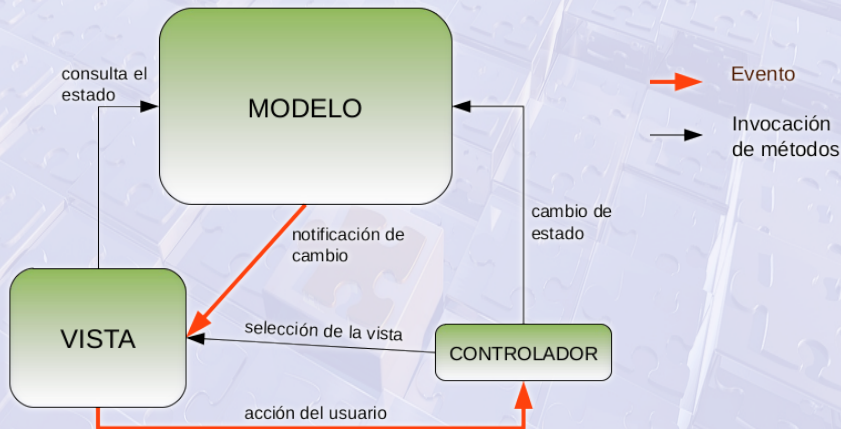 consulta el
estado
MODELO
Evento
Invocación
de métodos
cambio de
estado
notificación de
cambio
VISTA
selección de la vista
CONTROLADOR
acción del usuario